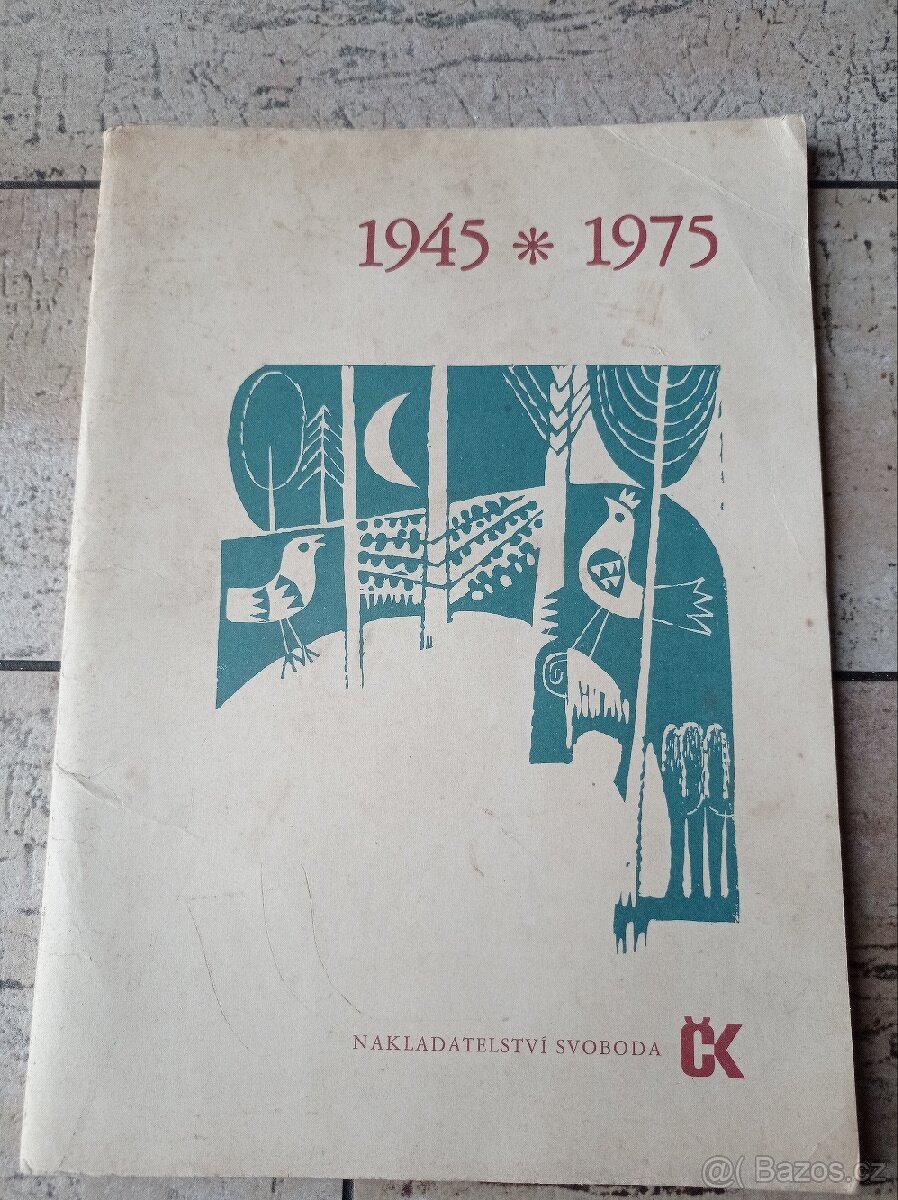 1945 * 1975
NAKLADATELSTVÍ SVOBODA ČK
@( Bazos.cz